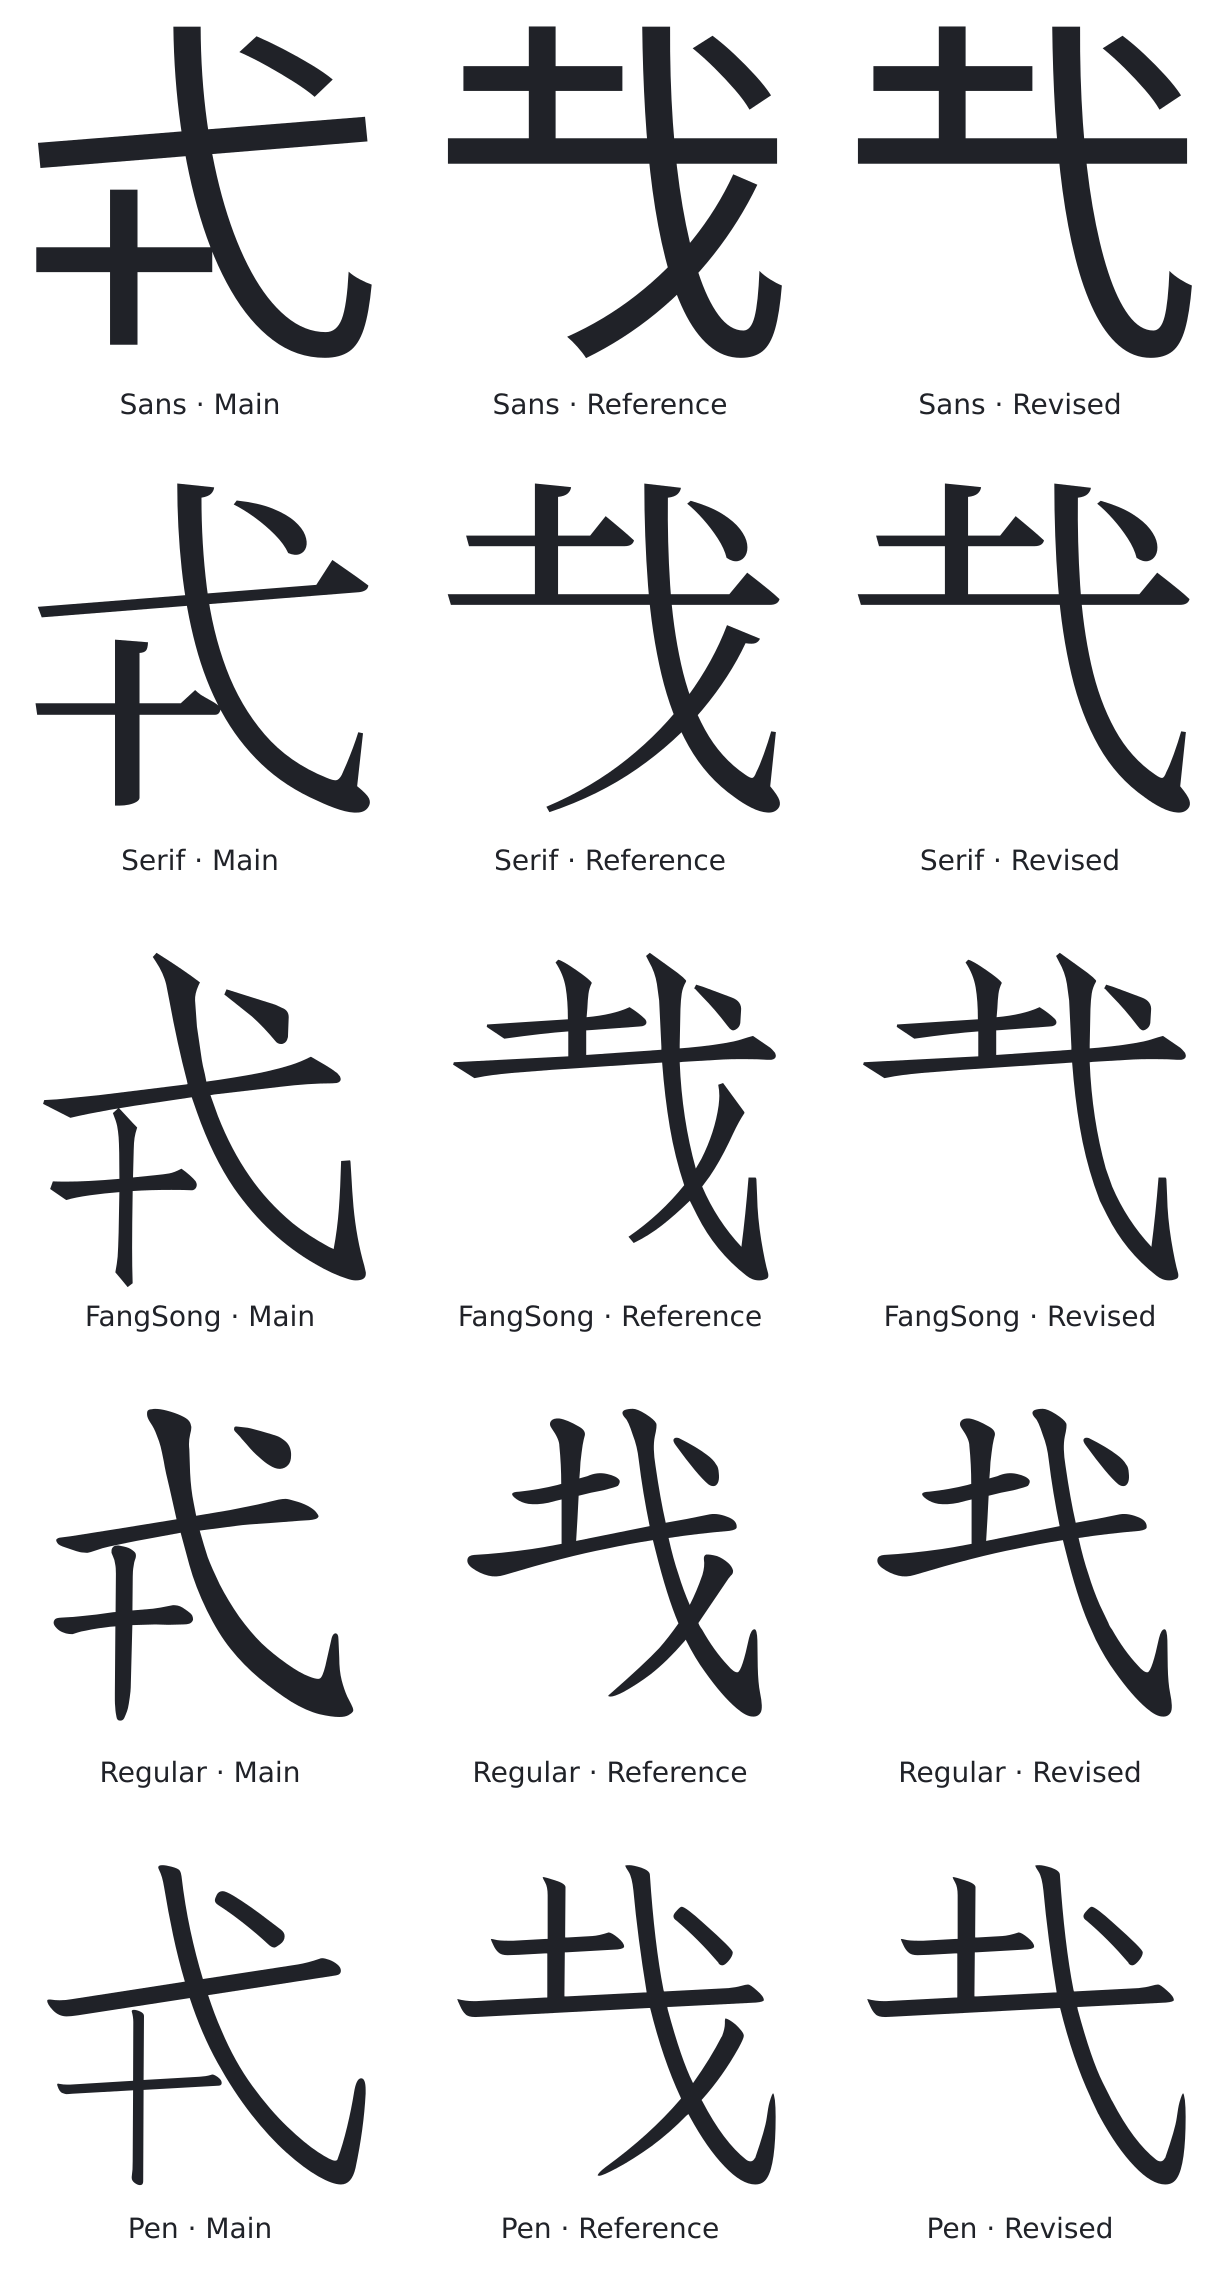 Sans · Main
𢦏
Sans · Reference
Sans · Revised
Serif · Main
𢦏
Serif · Reference
Serif · Revised
FangSong · Main
𢦏
FangSong · Reference
FangSong · Revised
Regular · Main
𢦏
Regular · Reference
Regular · Revised
Pen · Main
𢦏
Pen · Reference
Pen · Revised